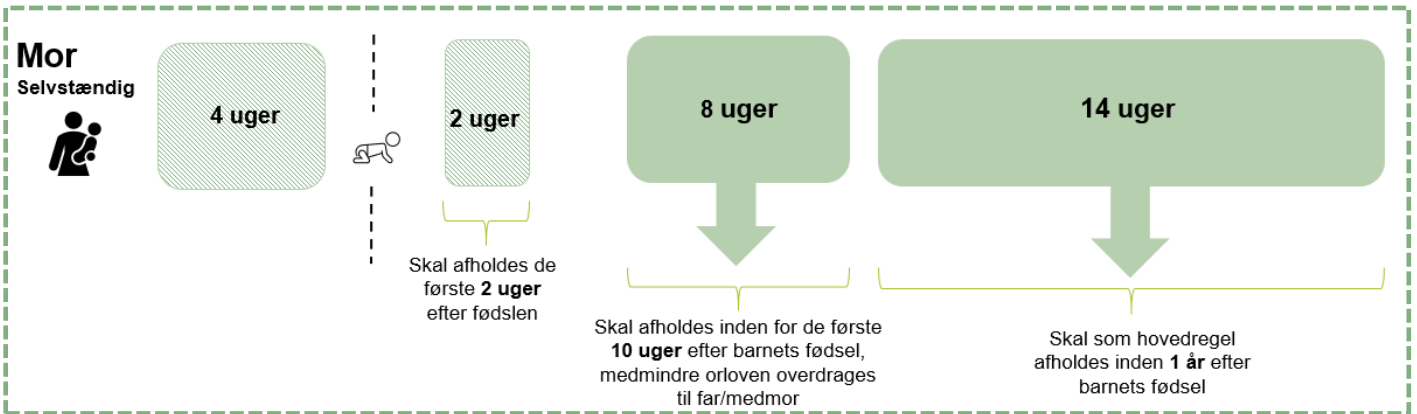 Mor
Selvstændig
4 uger
2 uger
8 uger
14 uger
Skal afholdes de
første 2 uger
efter fødslen
Skal afholdes inden for de første
10 uger efter barnets fødsel,
medmindre orloven overdrages
til far/medmor
Skal som hovedregel
afholdes inden 1 år efter
barnets fødsel